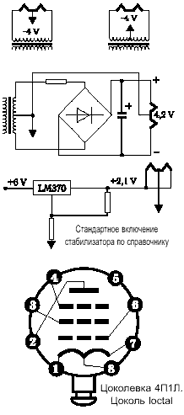 ~4 V
~4 V
+
+
4,2 V
–
+6 V
LM370
+2,1 V
Стандартное включение
стабилизатора по справочнику
4
5
3
6
2
7
1
8
Цоколевка 4П1Л.
Цоколь loctal